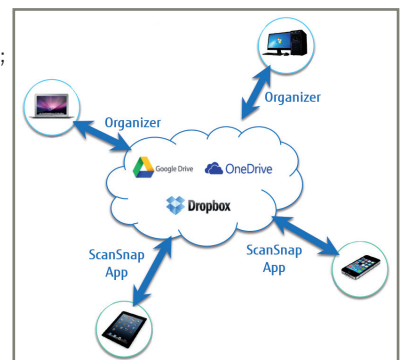 ;
Organizer
Organizer
Google Drive
OneDrive
Dropbox
ScanSnap
App
ScanSnap
App